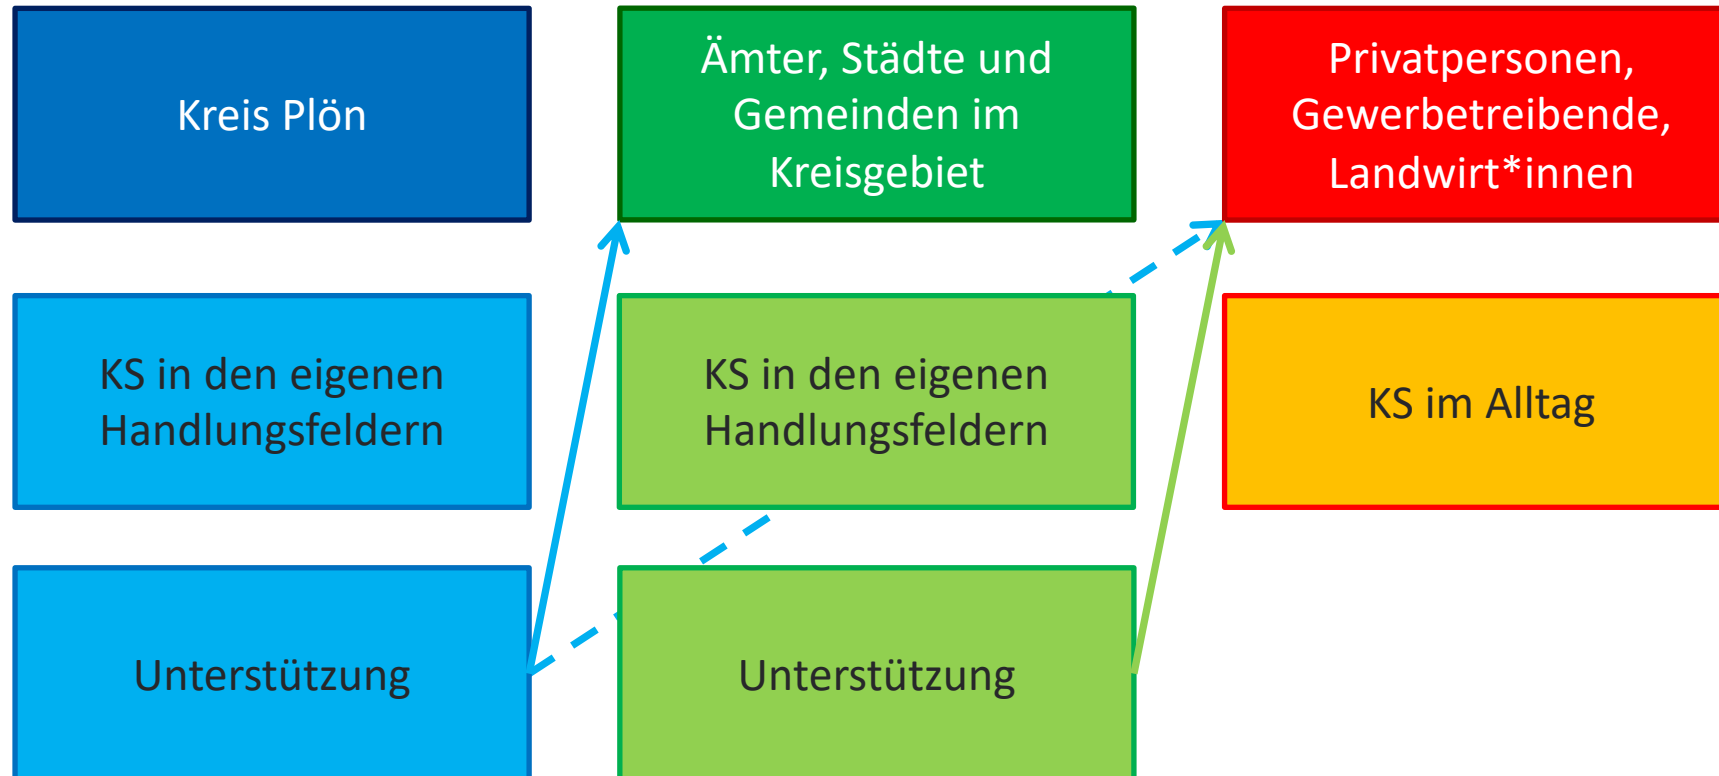 Kreis Plön
Ämter, Städte und
Gemeinden im
Kreisgebiet
Privatpersonen,
Gewerbetreibende,
Landwirt*innen
KS in den eigenen
Handlungsfeldern
KS in den eigenen
Handlungsfeldern
KS im Alltag
Unterstützung
Unterstützung